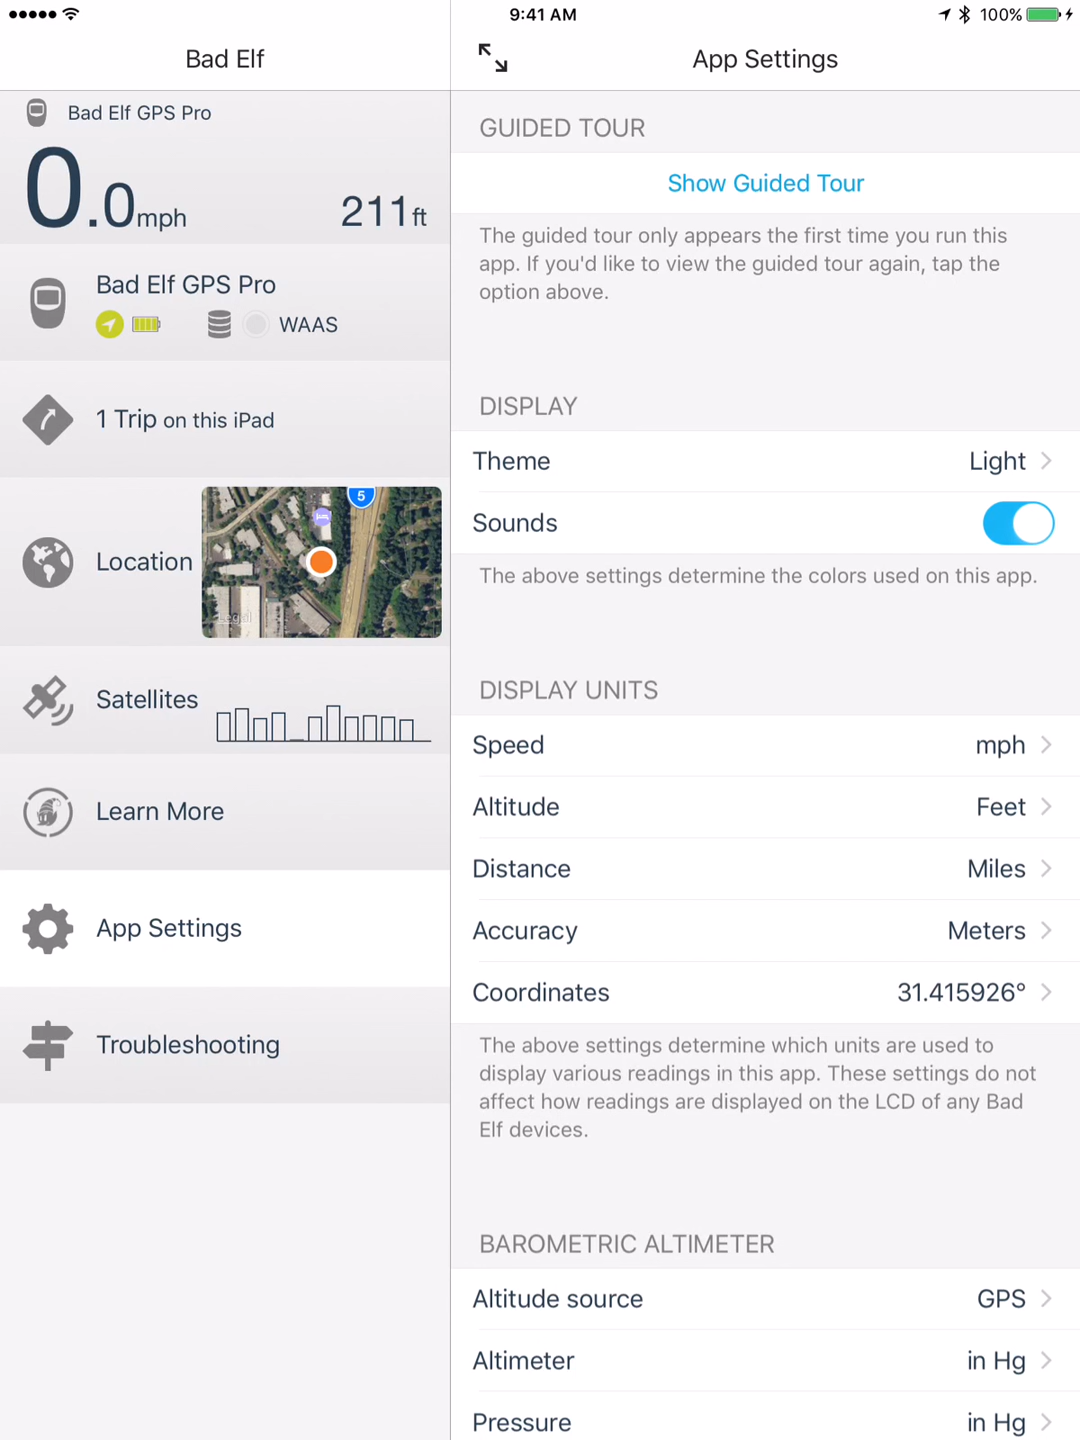 9:41 AM
100%
Bad Elf
App Settings
Bad Elf GPS Pro
0.0mph
211ft
Bad Elf GPS Pro
WAAS
1 Trip on this iPad
5
Location
Legal
Satellites
Learn More
App Settings
Troubleshooting
GUIDED TOUR
Show Guided Tour
The guided tour only appears the first time you run this
app. If you'd like to view the guided tour again, tap the
option above.
DISPLAY
Theme Light
Sounds
The above settings determine the colors used on this app.
DISPLAY UNITS
Speed mph
Altitude Feet
Distance Miles
Accuracy Meters
Coordinates 31.415926°
The above settings determine which units are used to
display various readings in this app. These settings do not
affect how readings are displayed on the LCD of any Bad
Elf devices.
BAROMETRIC ALTIMETER
Altitude source GPS
Altimeter in Hg
Pressure in Hg